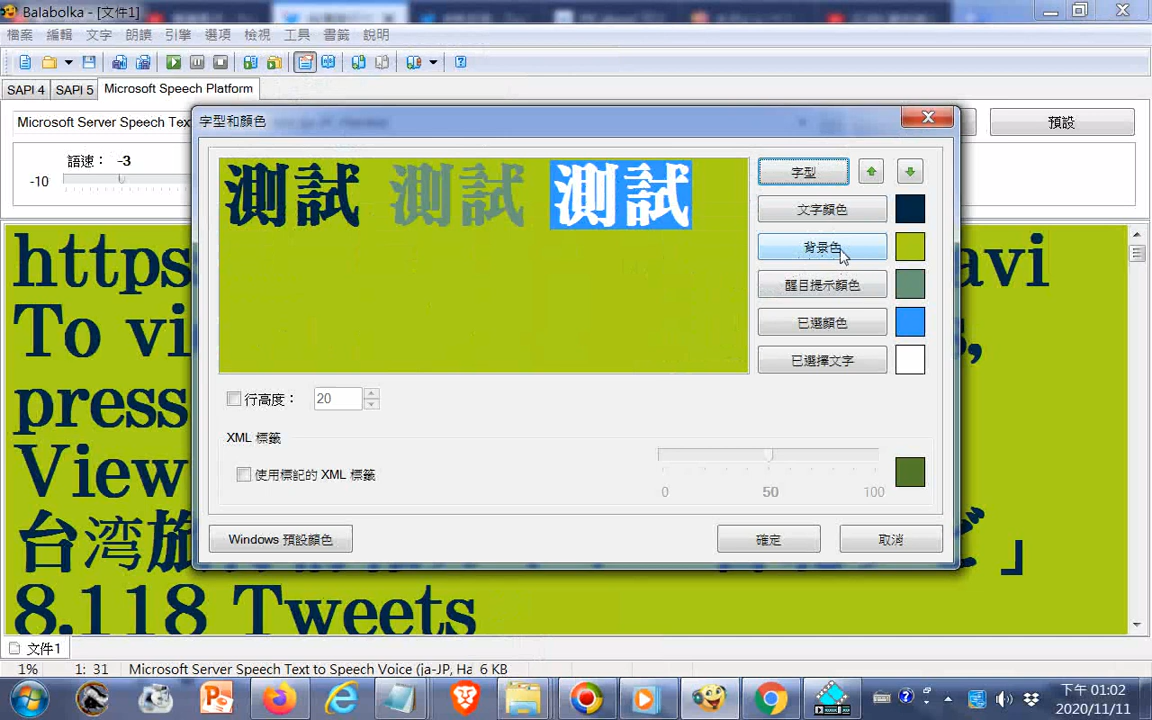 Balabolka - [文件1]
檔案 編輯 文字 朗讀 引擎 選項 檢視 工具 書籤 說明
SAPI 4 SAPI 5 Microsoft Speech Platform
Microsoft Server Speech Tex
預設
語速： -3
-10
字型和顏色
測試 測試 測試
字型
文字顏色
背景色
醒目提示顏色
已選顏色
已選擇文字
行高度： 20
XML 標籤
使用標記的 XML 標籤
0 50 100
Windows 預設顏色
確定
取消
https avi
To vi s,
press
View
台湾旅 ど」
8,118 Tweets
文件1
1% 1: 31 Microsoft Server Speech Text to Speech Voice (ja-JP, Ha 6 KB
下午 01:02
2020/11/11